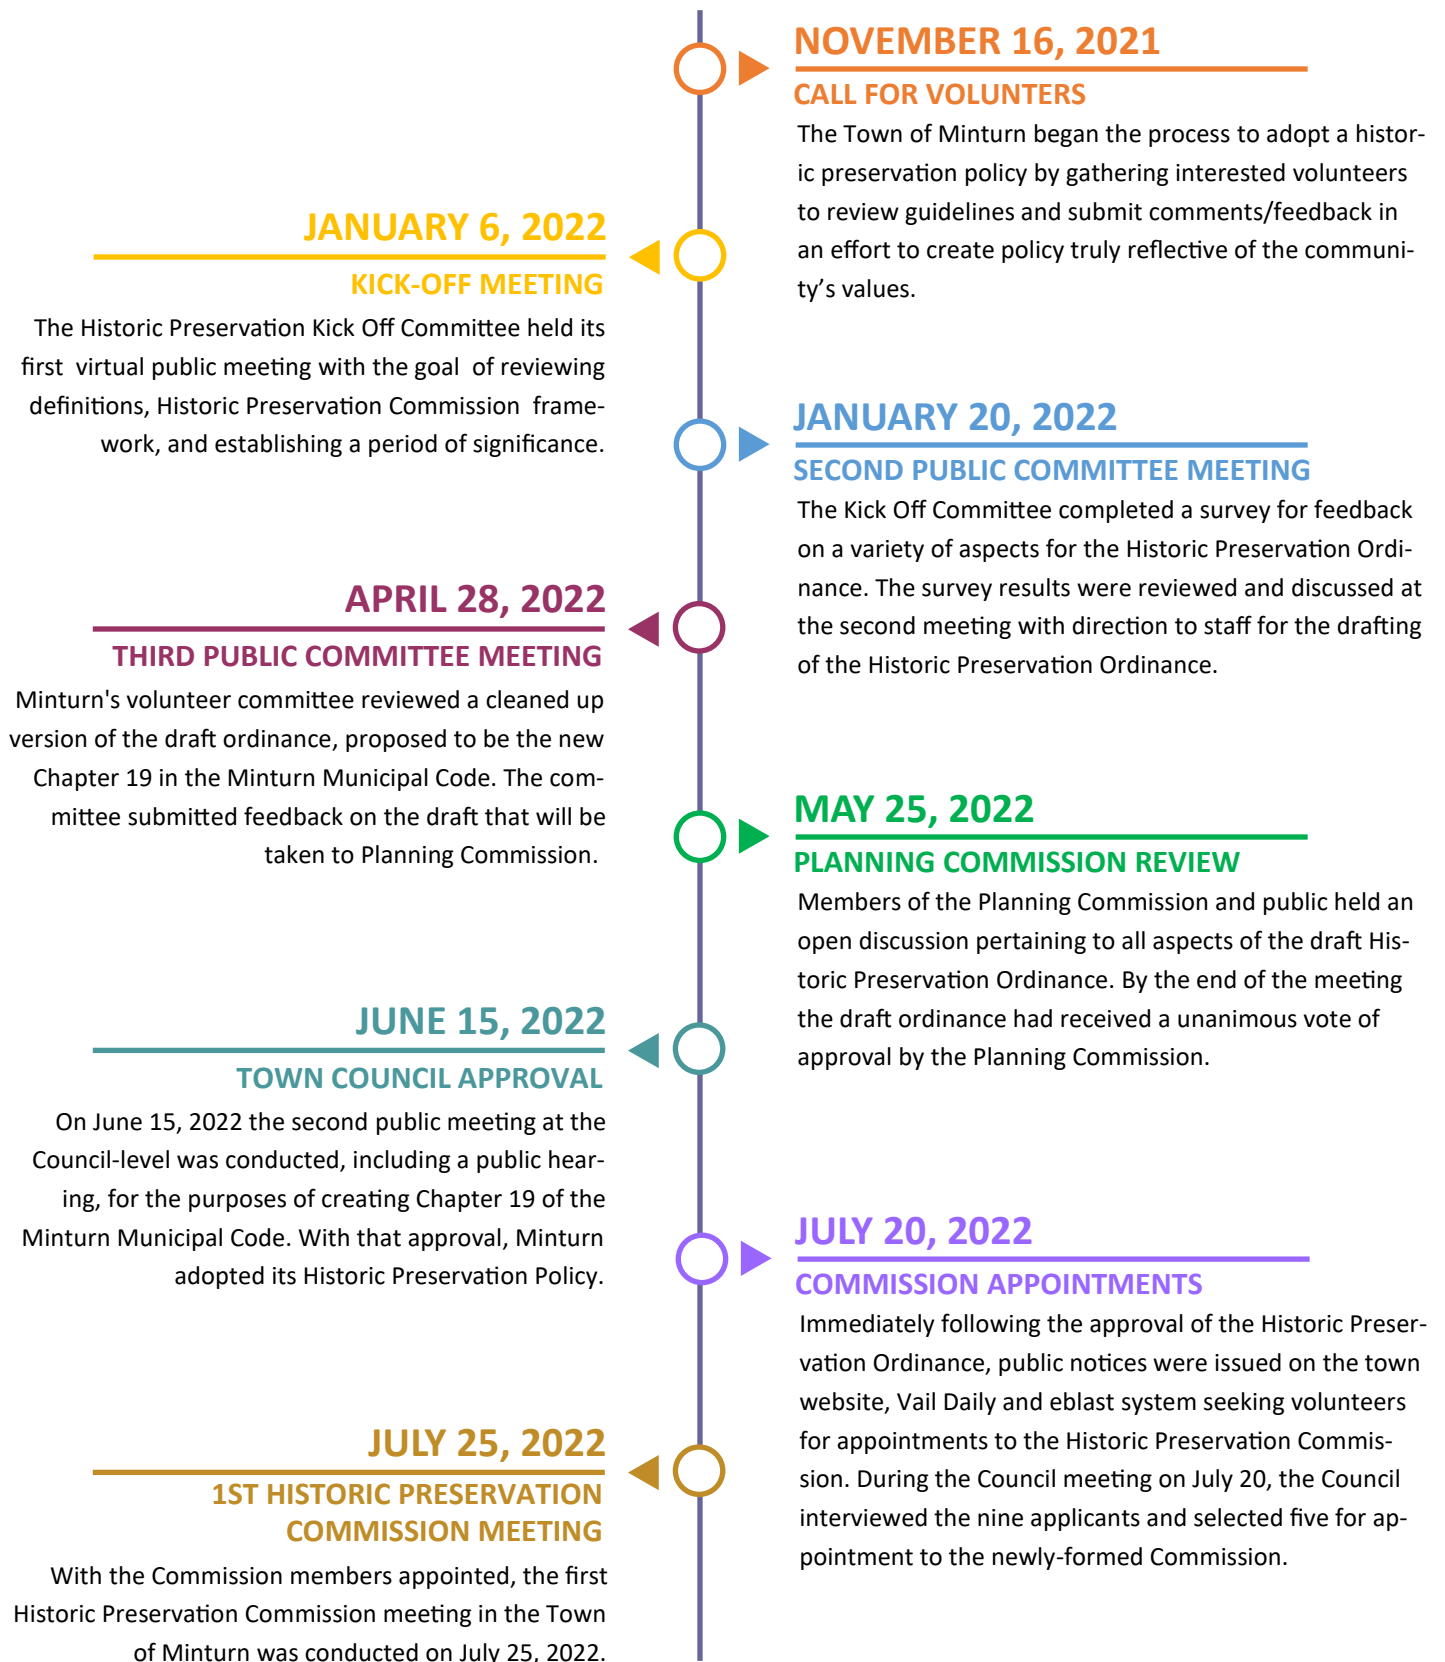 NOVEMBER 16, 2021
CALL FOR VOLUNTERS
The Town of Minturn began the process to adopt a histor-
ic preservation policy by gathering interested volunteers
to review guidelines and submit comments/feedback in
an effort to create policy truly reflective of the communi-
ty's values.
JANUARY 6, 2022
KICK-OFF MEETING
The Historic Preservation Kick Off Committee held its
first virtual public meeting with the goal of reviewing
definitions, Historic Preservation Commission frame-
work, and establishing a period of significance.
JANUARY 20, 2022
SECOND PUBLIC COMMITTEE MEETING
The Kick Off Committee completed a survey for feedback
on a variety of aspects for the Historic Preservation Ordi-
nance. The survey results were reviewed and discussed at
the second meeting with direction to staff for the drafting
of the Historic Preservation Ordinance.
APRIL 28, 2022
THIRD PUBLIC COMMITTEE MEETING
Minturn's volunteer committee reviewed a cleaned up
version of the draft ordinance, proposed to be the new
Chapter 19 in the Minturn Municipal Code. The com-
mittee submitted feedback on the draft that will be
taken to Planning Commission.
MAY 25, 2022
PLANNING COMMISSION REVIEW
Members of the Planning Commission and public held an
open discussion pertaining to all aspects of the draft His-
toric Preservation Ordinance. By the end of the meeting
the draft ordinance had received a unanimous vote of
approval by the Planning Commission.
JUNE 15, 2022
TOWN COUNCIL APPROVAL
On June 15, 2022 the second public meeting at the
Council-level was conducted, including a public hear-
ing, for the purposes of creating Chapter 19 of the
Minturn Municipal Code. With that approval, Minturn
adopted its Historic Preservation Policy.
JULY 20, 2022
COMMISSION APPOINTMENTS
Immediately following the approval of the Historic Preser-
vation Ordinance, public notices were issued on the town
website, Vail Daily and eblast system seeking volunteers
for appointments to the Historic Preservation Commis-
sion. During the Council meeting on July 20, the Council
interviewed the nine applicants and selected five for ap-
pointment to the newly-formed Commission.
JULY 25, 2022
1ST HISTORIC PRESERVATION
COMMISSION MEETING
With the Commission members appointed, the first
Historic Preservation Commission meeting in the Town
of Minturn was conducted on July 25, 2022.